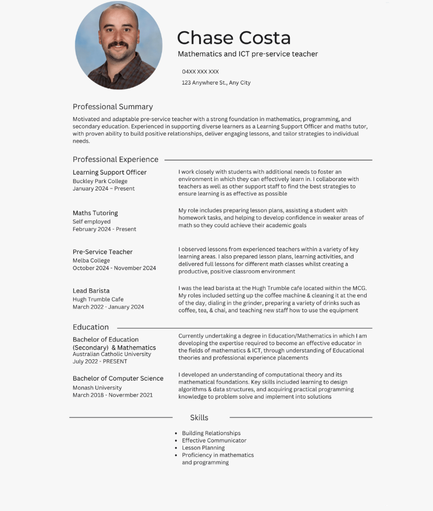 Chase Costa
Mathematics and ICT pre-service teacher
04XX XXX XXX
123 Anywhere St., Any City
Professional Summary
Motivated and adaptable pre-service teacher with a strong foundation in mathematics, programming, and
secondary education. Experienced in supporting diverse learners as a Learning Support Officer and maths tutor,
with proven ability to build positive relationships, deliver engaging lessons, and tailor strategies to individual
needs.
Professional Experience
Learning Support Officer
Buckley Park College
January 2024 – Present
I work closely with students with additional needs to foster an
environment in which they can effectively learn in. I collaborate with
teachers as well as other support staff to find the best strategies to
ensure learning is as effective as possible
Maths Tutoring
Self employed
February 2024 - Present
My role includes preparing lesson plans, assisting a student with
homework tasks, and helping to develop confidence in weaker areas of
math so they could achieve their academic goals
Pre-Service Teacher
Melba College
October 2024 - November 2024
I observed lessons from experienced teachers within a variety of key
learning areas. I also prepared lesson plans, learning activities, and
delivered full lessons for different math classes whilst creating a
productive, positive classroom environment
Lead Barista
Hugh Trumble Cafe
March 2022 - January 2024
I was the lead barista at the Hugh Trumble cafe located within the MCG.
My roles included setting up the coffee machine & cleaning it at the end
of the day, dialing in the grinder, preparing a variety of drinks such as
coffee, tea, & chai, and teaching new staff how to use the equipment
Education
Bachelor of Education
(Secondary) & Mathematics
Australian Catholic University
July 2022 - PRESENT
Currently undertaking a degree in Education/Mathematics in which I am
developing the expertise required to become an effective educator in
the fields of mathematics & ICT, through understanding of Educational
theories and professional experience placements
Bachelor of Computer Science
Monash University
March 2018 - Novermber 2021
I developed an understanding of computational theory and its
mathematical foundations. Key skills included learning to design
algorithms & data structures, and acquiring practical programming
knowledge to problem solve and implement into solutions
Skills
• Building Relationships
• Effective Communicator
• Lesson Planning
• Proficiency in mathematics
and programming